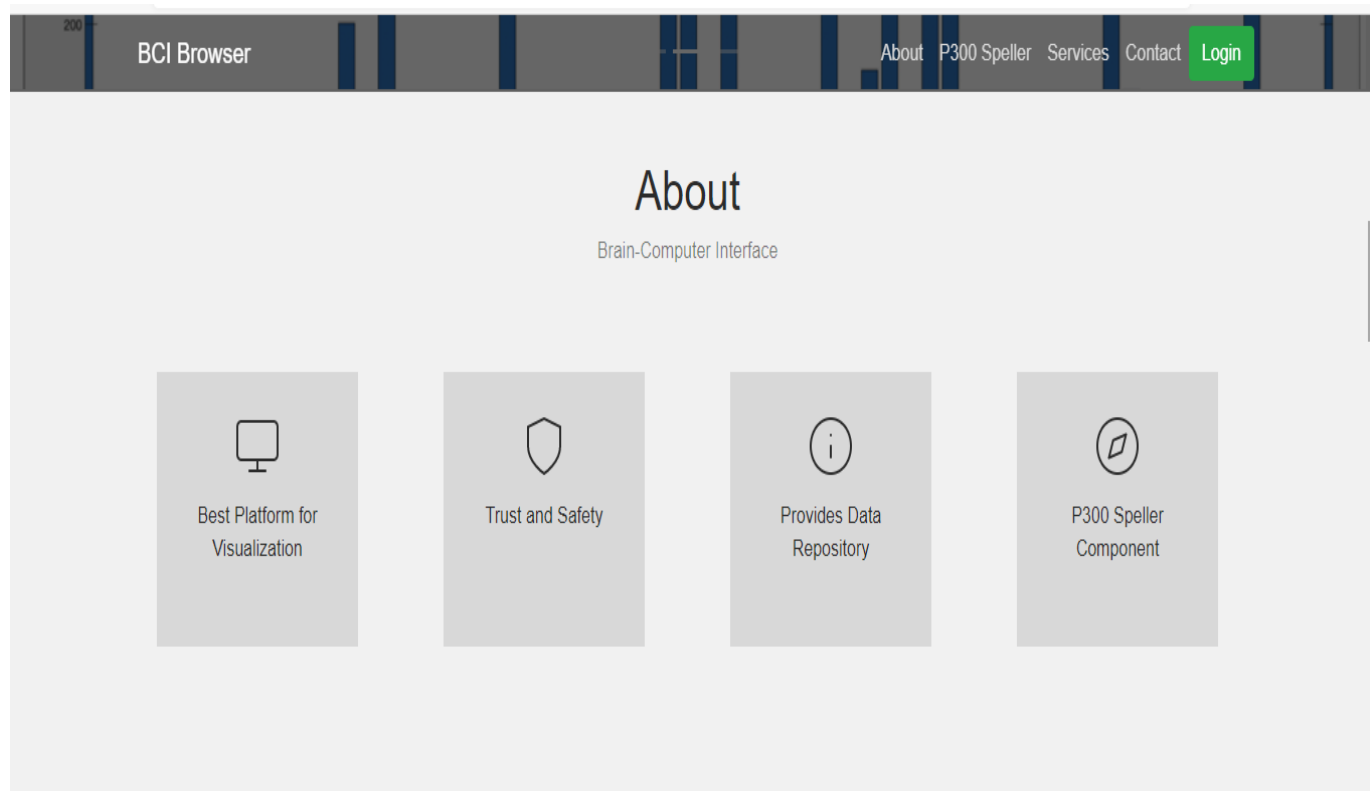 200
BCI Browser
About P300 Speller Services Contact Login
About
Brain-Computer Interface
Best Platform for
Visualization
Trust and Safety
Provides Data
Repository
P300 Speller
Component